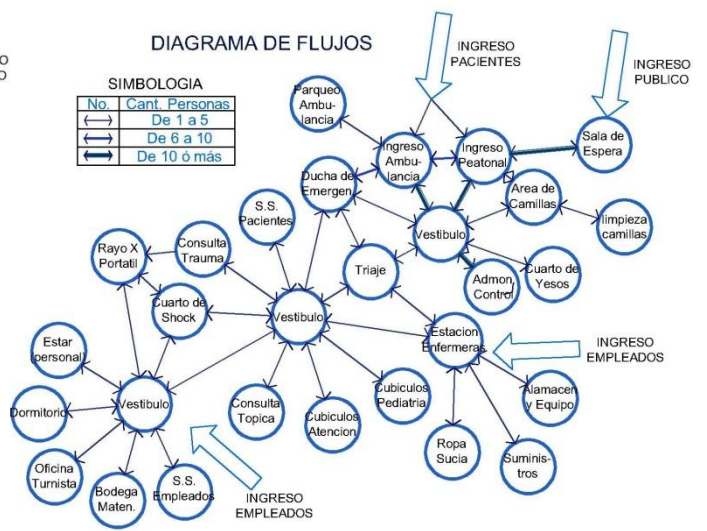 O
O
DIAGRAMA DE FLUJOS
SIMBOLOGIA
No. Cant. Personas
De 1 a 5
De 6 a 10
De 10 ó más
INGRESO
PACIENTES
INGRESO
PUBLICO
Parqueo
Ambu-
lancia
Ingreso
Ambu-
lancia
Ingreso
Peatonal
Sala de
Espera
Ducha de
Emergen.
Area de
Camillas
limpieza
camillas
S.S.
Pacientes
Vestibulo
Rayo X
Portatil
Consulta
Trauma
Triaje
Admon.
Control
Cuarto de
Yesos
Cuarto de
Shock
Vestibulo
Estacion
Enfermeras
INGRESO
EMPLEADOS
Estar
(personal)
Dormitorio
Vestibulo
Consulta
Topica
Cubiculos
Atencion
Cubiculos
Pediatria
Alamacen
y Equipo
Ropa
Sucia
Suminis-
tros
Oficina
Turnista
Bodega
Maten.
S.S.
Empleados
INGRESO
EMPLEADOS